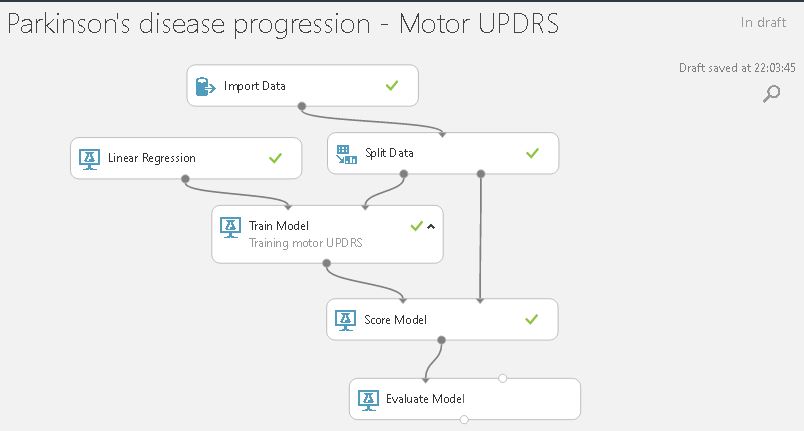 Parkinson's disease progression - Motor UPDRS
In draft
Draft saved at 22:03:45
Import Data
Linear Regression
Split Data
Train Model
Training motor UPDRS
Score Model
Evaluate Model